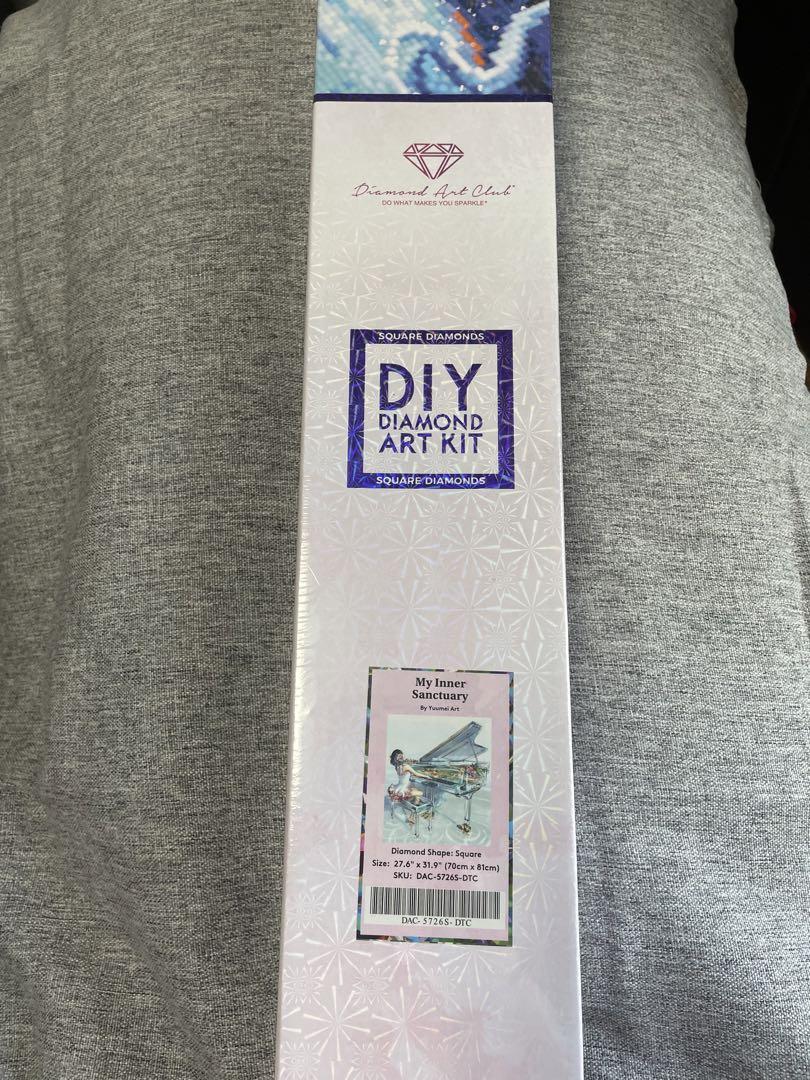 Diamond Art Club
DO WHAT MAKES YOU SPARKLE®
SQUARE DIAMONDS
DIY
DIAMOND
ART KIT
SQUARE DIAMONDS
My Inner
Sanctuary
By Yuumei Art
Diamond Shape: Square
Size: 27.6" x 31.9" (70cm x 81cm)
SKU: DAC-5726S-DTC
DAC- 5726S- DTC